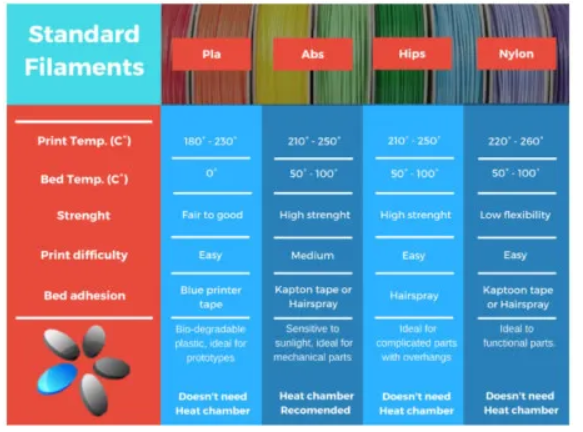 Standard
Filaments
Pla
Abs
Hips
Nylon
Print Temp. (C°)
180° - 230°
210° - 250°
210° - 250°
220° - 260°
Bed Temp. (C°)
0°
50° - 100°
50° - 100°
50° - 100°
Strenght
Fair to good
High strenght
High strenght
Low flexibility
Print difficulty
Easy
Medium
Easy
Easy
Bed adhesion
Blue printer
tape
Kapton tape or
Hairspray
Hairspray
Kaptoon tape
or Hairspray
Bio-degradable
plastic, ideal for
prototypes
Sensitive to
sunlight, ideal for
mechanical parts
Ideal for
complicated parts
with overhangs
Ideal to
functional parts.
Doesn't need
Heat chamber
Heat chamber
Recomended
Doesn't need
Heat chamber
Doesn't need
Heat chamber